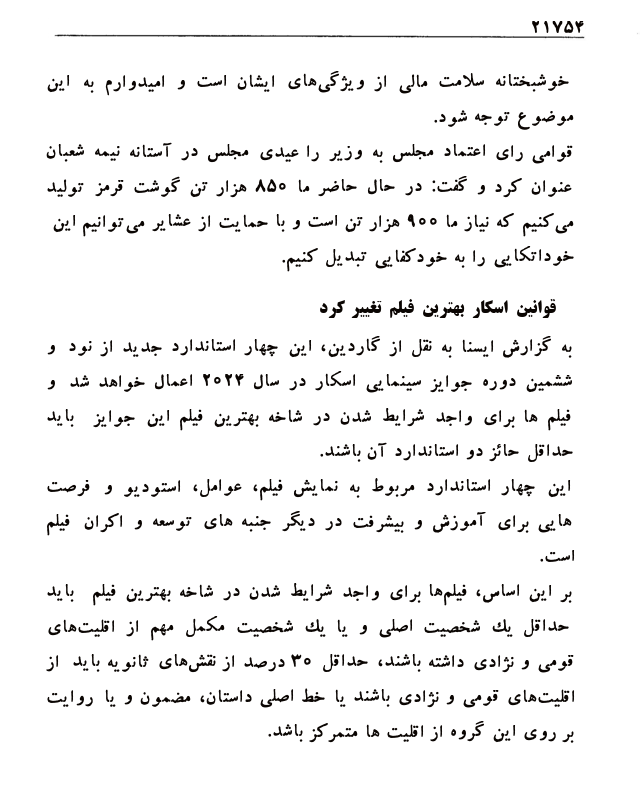 ۲۱۷۵۴
خوشبختانه سلامت مالی از ویژگی‌های ایشان است و امیدوارم به این
موضوع توجه شود.
قوامی رای اعتماد مجلس به وزیر را عیدی مجلس در آستانه نیمه شعبان
عنوان کرد و گفت: در حال حاضر ما ۸۵۰ هزار تن گوشت قرمز تولید
می‌کنیم که نیاز ما ۹۰۰ هزار تن است و با حمایت از عشایر می‌توانیم این
خوداتکایی را به خودکفایی تبدیل کنیم.
قوانین اسکار بهترین فیلم تغییر کرد
به گزارش ایسنا به نقل از گاردین، این چهار استاندارد جدید از نود و
ششمین دوره جوایز سینمایی اسکار در سال ۲۰۲۴ اعمال خواهد شد و
فیلم ها برای واجد شرایط شدن در شاخه بهترین فیلم این جوایز باید
حداقل حائز دو استاندارد آن باشند.
این چهار استاندارد مربوط به نمایش فیلم، عوامل، استودیو و فرصت
هایی برای آموزش و پیشرفت در دیگر جنبه های توسعه و اکران فیلم
است.
بر این اساس، فیلم‌ها برای واجد شرایط شدن در شاخه بهترین فیلم باید
حداقل یك شخصیت اصلی و یا یك شخصیت مکمل مهم از اقلیت‌های
قومی و نژادی داشته باشند، حداقل ۳۰ درصد از نقش‌های ثانویه باید از
اقلیت‌های قومی و نژادی باشند یا خط اصلی داستان، مضمون و یا روایت
بر روی این گروه از اقلیت ها متمرکز باشد.